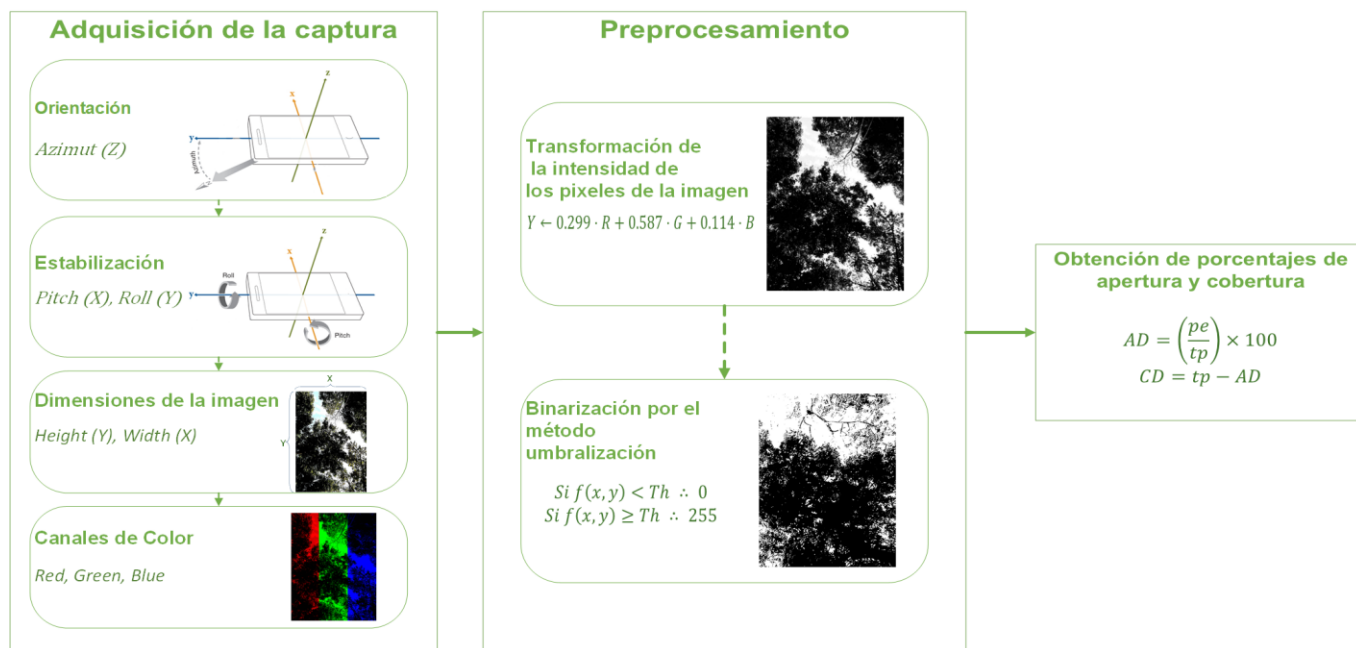 Adquisición de la captura
Orientación
Azimut (Z)
z
x
y
Azimuth
Estabilización
Pitch (X), Roll (Y)
z
x
Roll
y
Pitch
Dimensiones de la imagen
Height (Y), Width (X)
X
Y
Canales de Color
Red, Green, Blue
Preprocesamiento
Transformación de
la intensidad de
los pixeles de la imagen
Y ← 0.299 · R + 0.587 · G + 0.114 · B
Binarización por el
método
umbralización
Si f(x, y) < Th ∴ 0
Si f(x, y) ≥ Th ∴ 255
Obtención de porcentajes de
apertura y cobertura
AD = (pe/tp) × 100
CD = tp − AD